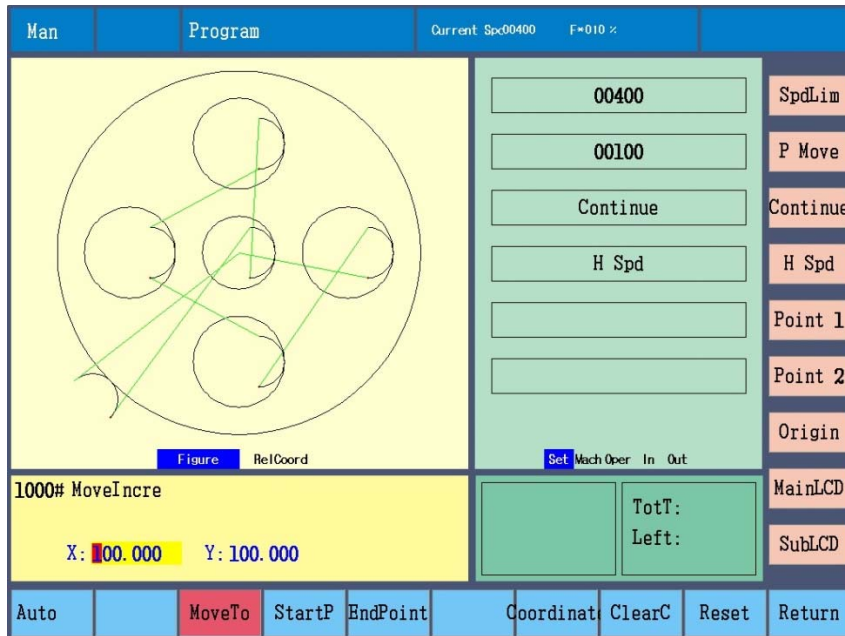 Man Program Current Spd00400 F=010 %
00400 SpdLim
00100 P Move
Continue Continue
H Spd H Spd
Point 1
Point 2
Origin
Figure RelCoord Set Mach Oper In Out
1000# MoveIncre MainLCD
TotT:
Left: SubLCD
X: 100.000 Y: 100.000
Auto MoveTo StartP EndPoint Coordinat ClearC Reset Return